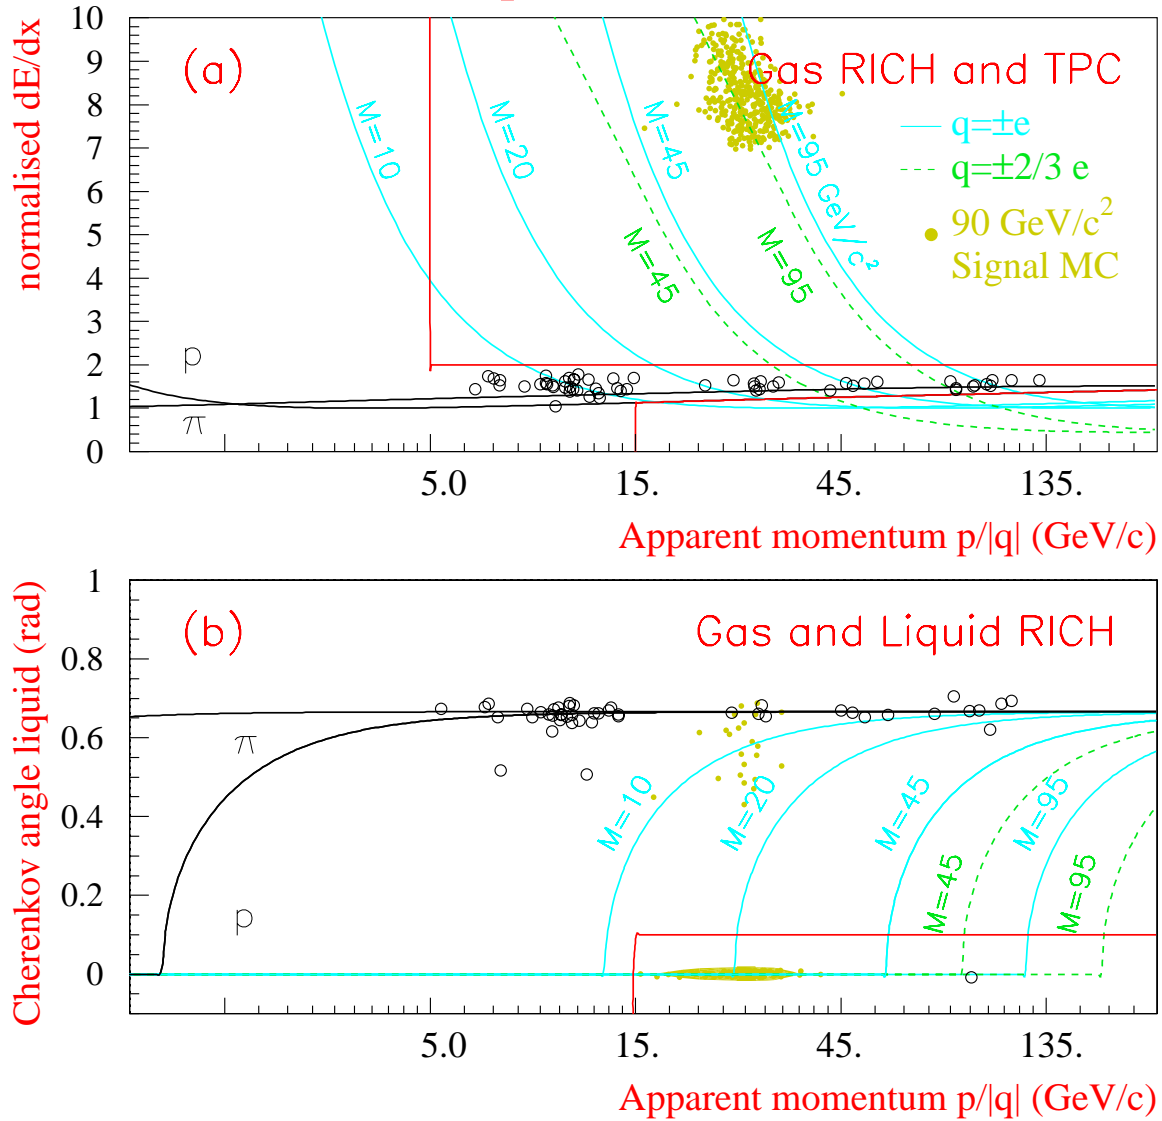 normalised dE/dx
10
9
8
7
6
5
4
3
2
1
0
(a)
Gas RICH and TPC
q=±e
q=±2/3 e
90 GeV/c²
Signal MC
M=10
M=20
M=45
M=95 GeV/c²
M=45
M=95
p
π
5.0 15. 45. 135.
Apparent momentum p/|q| (GeV/c)
Cherenkov angle liquid (rad)
1
0.8
0.6
0.4
0.2
0
(b)
Gas and Liquid RICH
π
p
M=10
M=20
M=45
M=95
M=45
M=95
5.0 15. 45. 135.
Apparent momentum p/|q| (GeV/c)